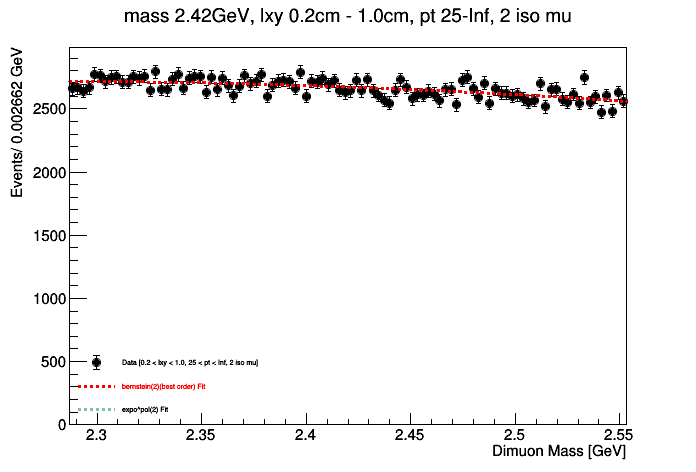 mass 2.42GeV, lxy 0.2cm - 1.0cm, pt 25-Inf, 2 iso mu
Events/ 0.002662 GeV
2500
2000
1500
1000
500
0
Data [0.2 < lxy < 1.0, 25 < pt < Inf, 2 iso mu]
bernstein(2)(best order) Fit
expo*pol(2) Fit
2.3 2.35 2.4 2.45 2.5 2.55
Dimuon Mass [GeV]